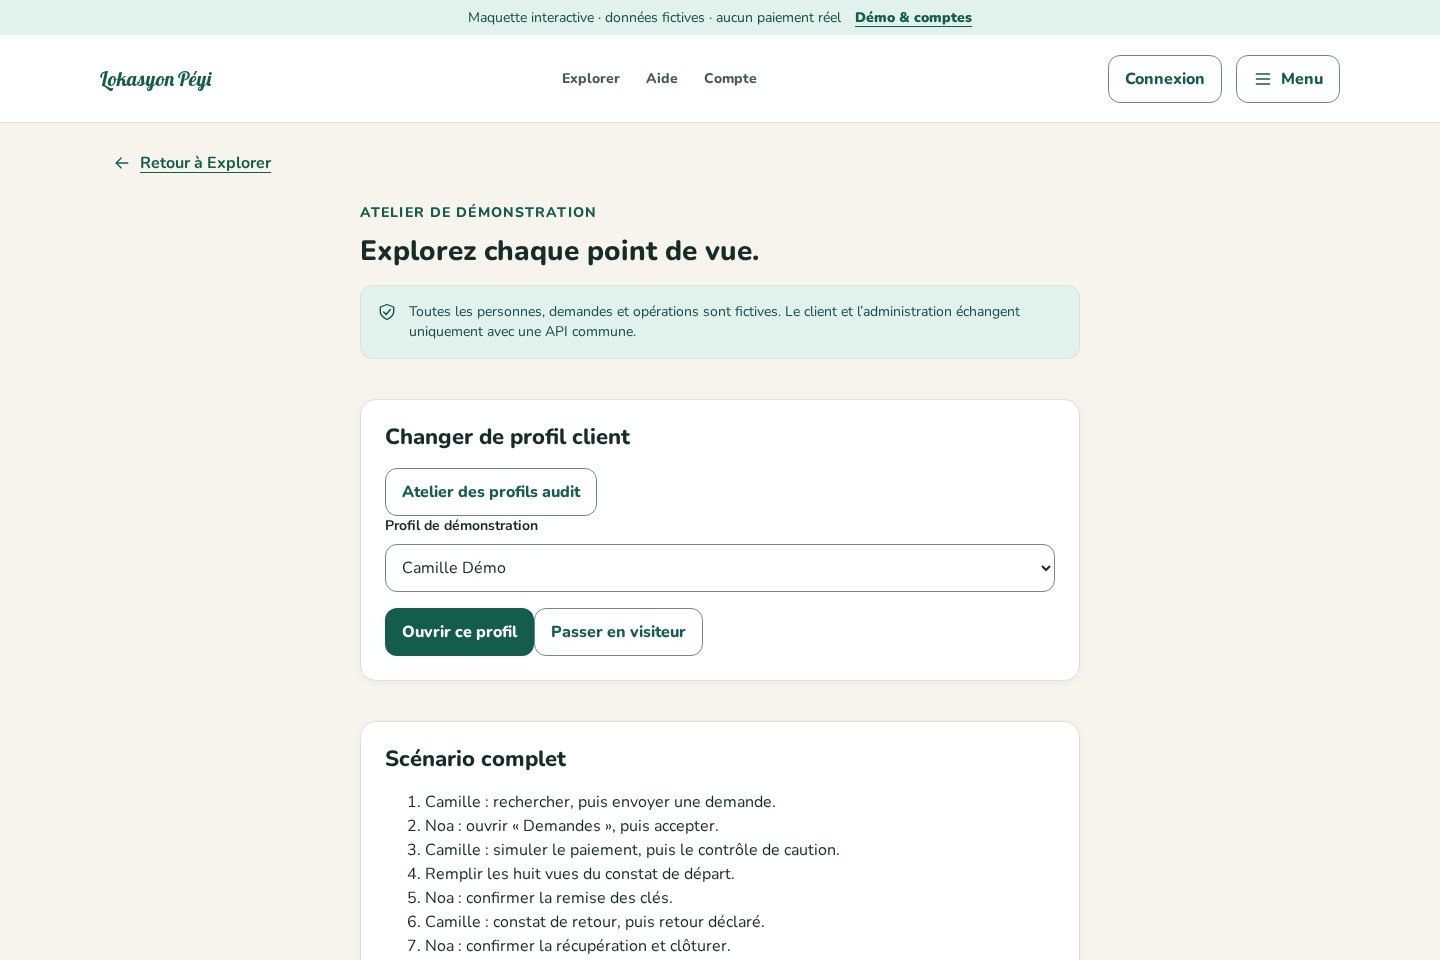 Maquette interactive · données fictives · aucun paiement réel Démo & comptes
Lokasyon Péyi
Explorer Aide Compte
Connexion
Menu
Retour à Explorer
ATELIER DE DÉMONSTRATION
Explorez chaque point de vue.
Toutes les personnes, demandes et opérations sont fictives. Le client et l’administration échangent
uniquement avec une API commune.
Changer de profil client
Atelier des profils audit
Profil de démonstration
Camille Démo
Ouvrir ce profil
Passer en visiteur
Scénario complet
1. Camille : rechercher, puis envoyer une demande.
2. Noa : ouvrir « Demandes », puis accepter.
3. Camille : simuler le paiement, puis le contrôle de caution.
4. Remplir les huit vues du constat de départ.
5. Noa : confirmer la remise des clés.
6. Camille : constat de retour, puis retour déclaré.
7. Noa : confirmer la récupération et clôturer.